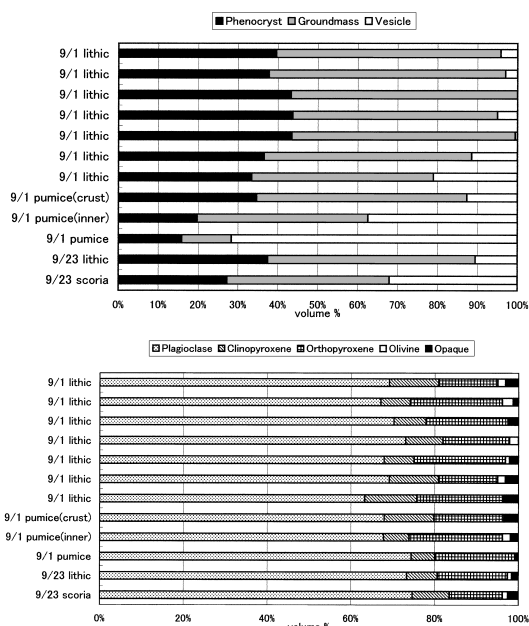 Phenocryst Groundmass Vesicle
9/1 lithic
9/1 lithic
9/1 lithic
9/1 lithic
9/1 lithic
9/1 lithic
9/1 lithic
9/1 pumice(crust)
9/1 pumice(inner)
9/1 pumice
9/23 lithic
9/23 scoria
0% 10% 20% 30% 40% 50% 60% 70% 80% 90% 100%
volume %
Plagioclase Clinopyroxene Orthopyroxene Olivine Opaque
9/1 lithic
9/1 lithic
9/1 lithic
9/1 lithic
9/1 lithic
9/1 lithic
9/1 lithic
9/1 pumice(crust)
9/1 pumice(inner)
9/1 pumice
9/23 lithic
9/23 scoria
0% 20% 40% 60% 80% 100%
volume %